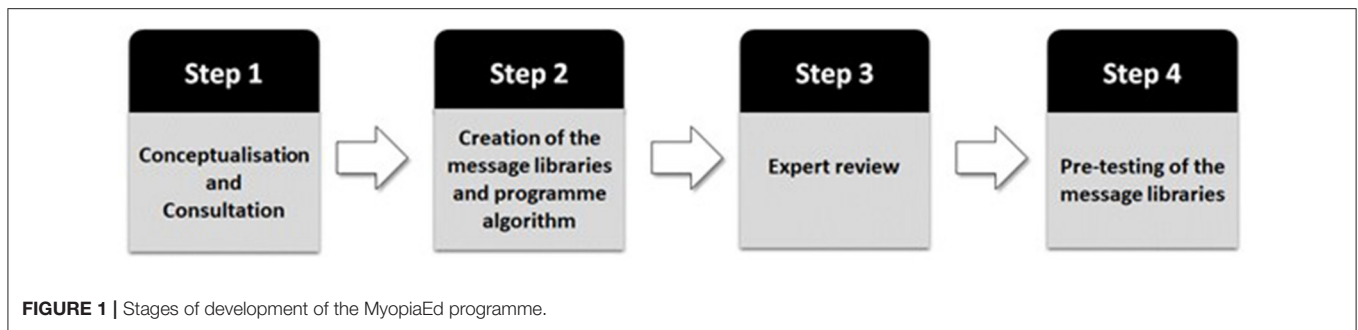 Step 1
Conceptualisation
and
Consultation
Step 2
Creation of the
message libraries
and programme
algorithm
Step 3
Expert review
Step 4
Pre-testing of the
message libraries
FIGURE 1 | Stages of development of the MyopiaEd programme.